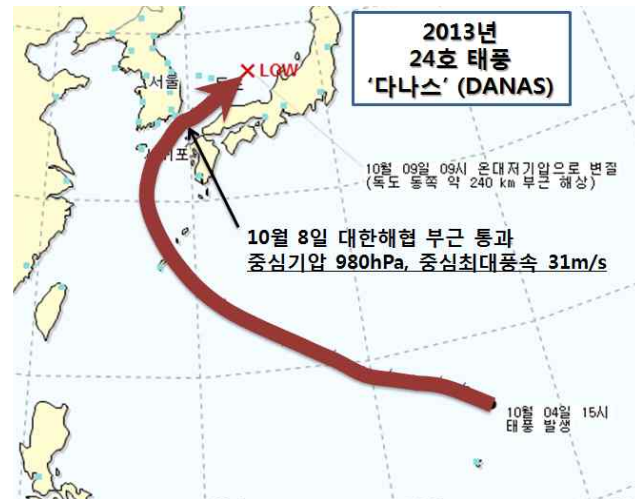 2013년
24호 태풍
'다나스' (DANAS)
LOW
서울
10월 09일 09시 온대저기압으로 변질
(독도 동쪽 약 240 km 부근 해상)
10월 8일 대한해협 부근 통과
중심기압 980hPa, 중심최대풍속 31m/s
10월 04일 15시
태풍 발생